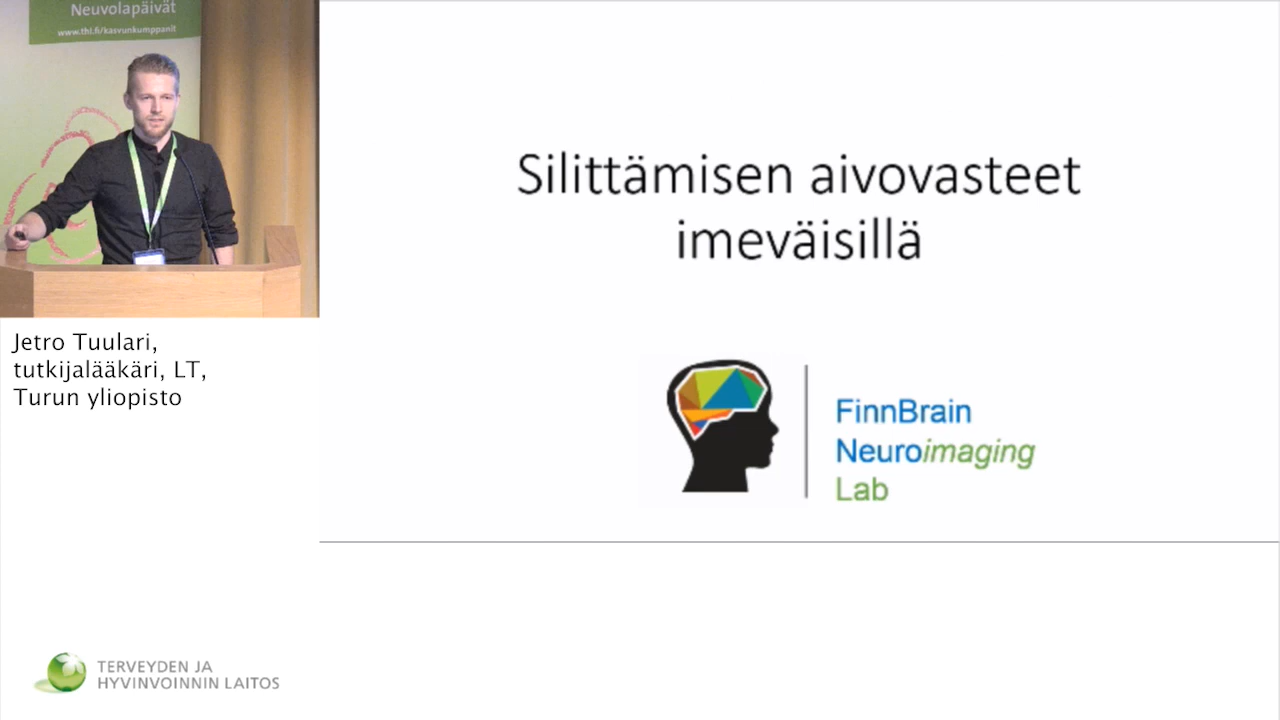 Neuvolapäivät
www.thl.fi/kasvunkumppanit
Silittämisen aivovasteet
imeväisillä
FinnBrain
Neuroimaging
Lab
Jetro Tuulari,
tutkijalääkäri, LT,
Turun yliopisto
TERVEYDEN JA
HYVINVOINNIN LAITOS